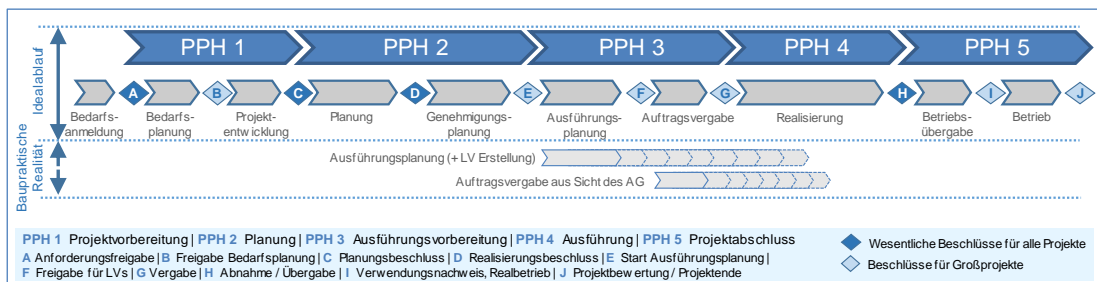 Idealablauf
PPH 1 PPH 2 PPH 3 PPH 4 PPH 5
A B C D E F G H I J
Bedarfs-
anmeldung
Bedarfs-
planung
Projekt-
entwicklung
Planung
Genehmigungs-
planung
Ausführungs-
planung
Auftragsvergabe
Realisierung
Betriebs-
übergabe
Betrieb
Baupraktische
Realität
Ausführungsplanung (+ LV Erstellung)
Auftragsvergabe aus Sicht des AG
PPH 1 Projektvorbereitung | PPH 2 Planung | PPH 3 Ausführungsvorbereitung | PPH 4 Ausführung | PPH 5 Projektabschluss
A Anforderungsfreigabe | B Freigabe Bedarfsplanung | C Planungsbeschluss | D Realisierungsbeschluss | E Start Ausführungsplanung |
F Freigabe für LVs | G Vergabe | H Abnahme / Übergabe | I Verwendungsnachweis, Realbetrieb | J Projektbewertung / Projektende
Wesentliche Beschlüsse für alle Projekte
Beschlüsse für Großprojekte